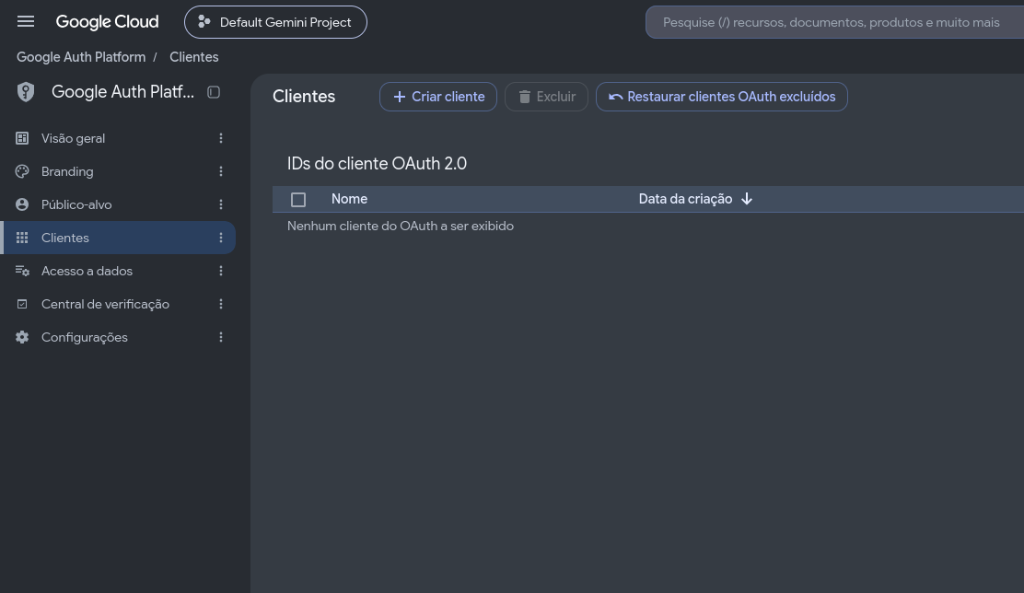 Google Cloud
Default Gemini Project
Pesquise (/) recursos, documentos, produtos e muito mais
Google Auth Platform / Clientes
Google Auth Platf...
Clientes
Criar cliente
Excluir
Restaurar clientes OAuth excluídos
Visão geral
Branding
Público-alvo
Clientes
Acesso a dados
Central de verificação
Configurações
IDs do cliente OAuth 2.0
Nome
Data da criação
Nenhum cliente do OAuth a ser exibido